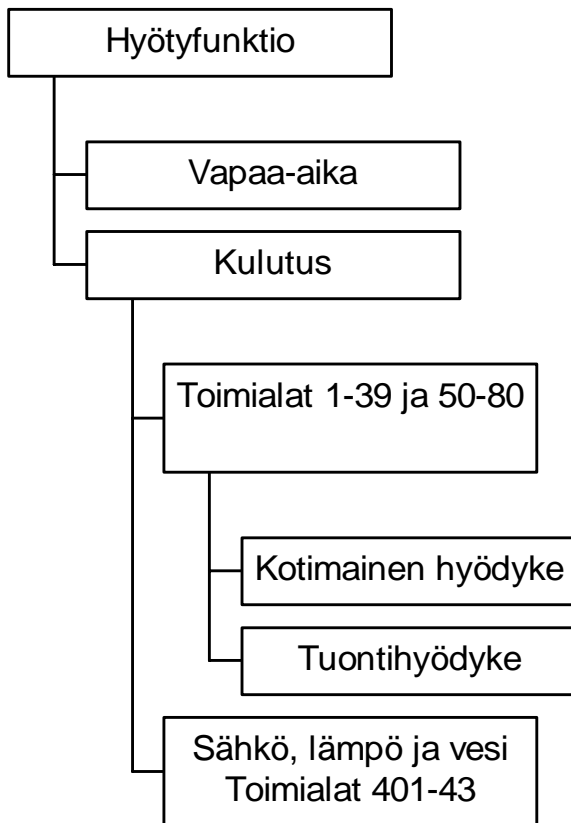 Hyötyfunktio
Vapaa-aika
Kulutus
Toimialat 1-39 ja 50-80
Kotimainen hyödyke
Tuontihyödyke
Sähkö, lämpö ja vesi
Toimialat 401-43